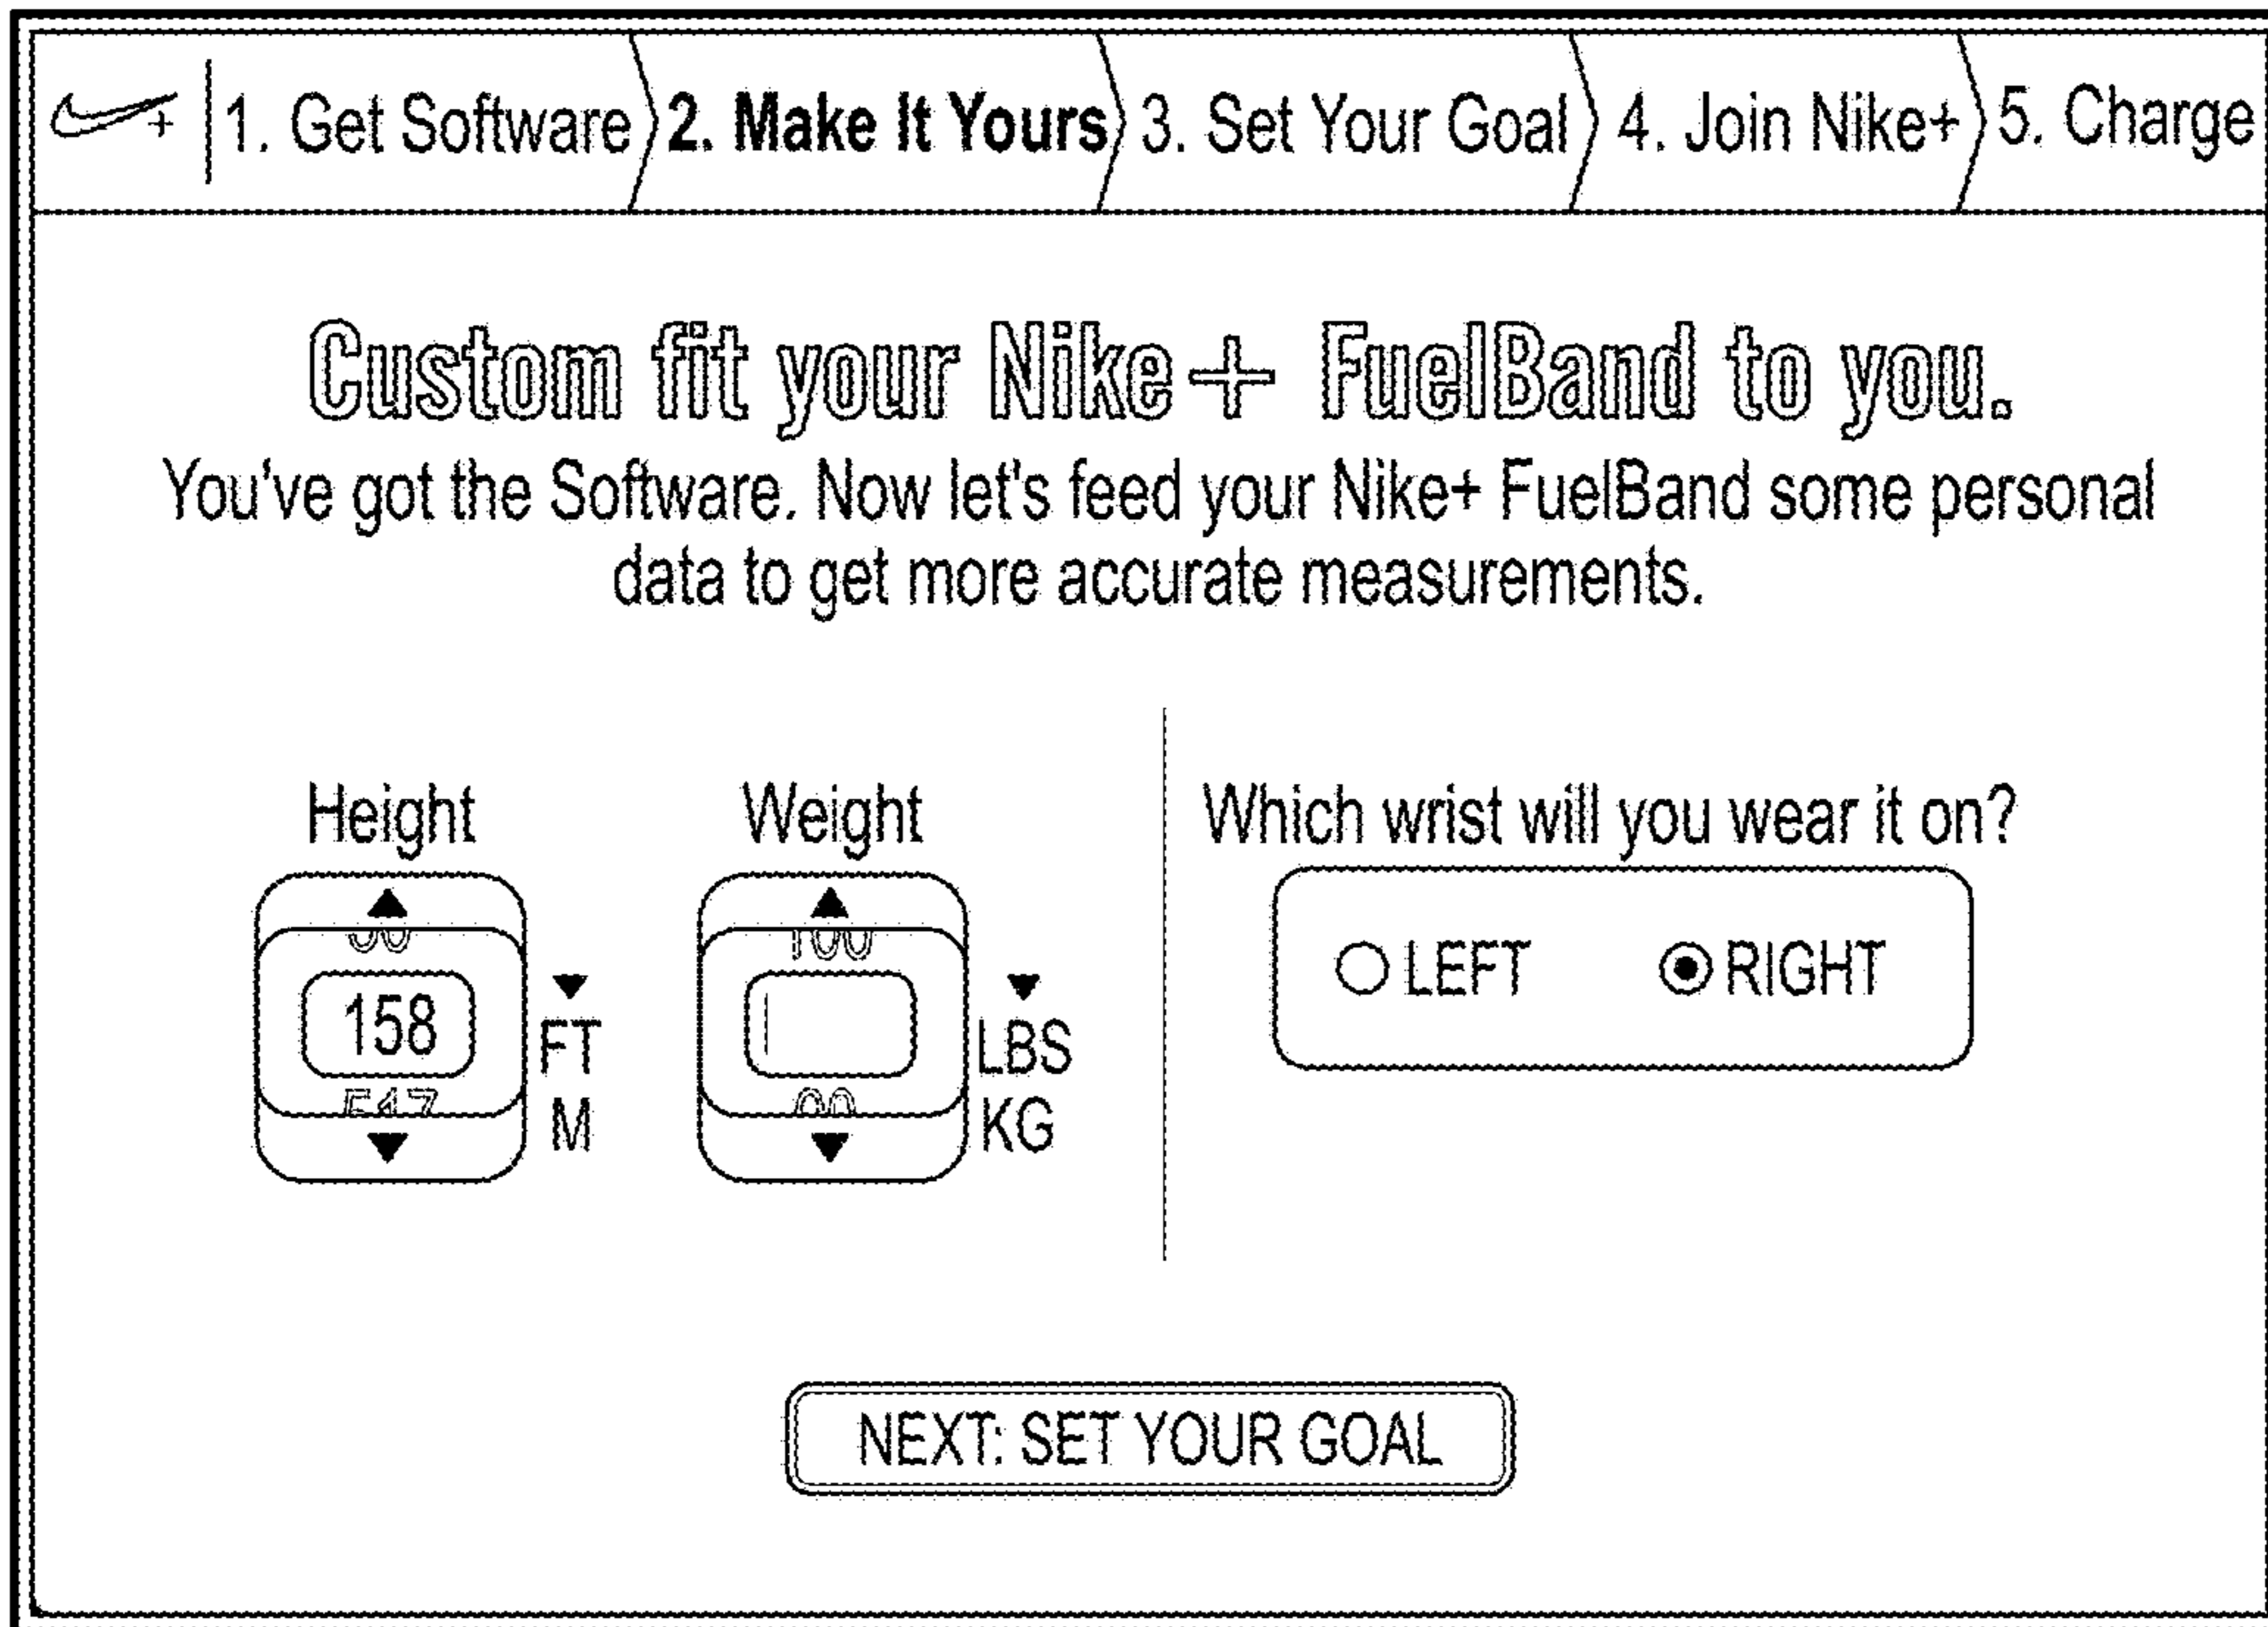 1. Get Software 2. Make It Yours 3. Set Your Goal 4. Join Nike+ 5. Charge
Custom fit your Nike+ FuelBand to you.
You've got the Software. Now let's feed your Nike+ FuelBand some personal
data to get more accurate measurements.
Height Weight Which wrist will you wear it on?
100
LEFT RIGHT
158
FT LBS
M KG
NEXT: SET YOUR GOAL